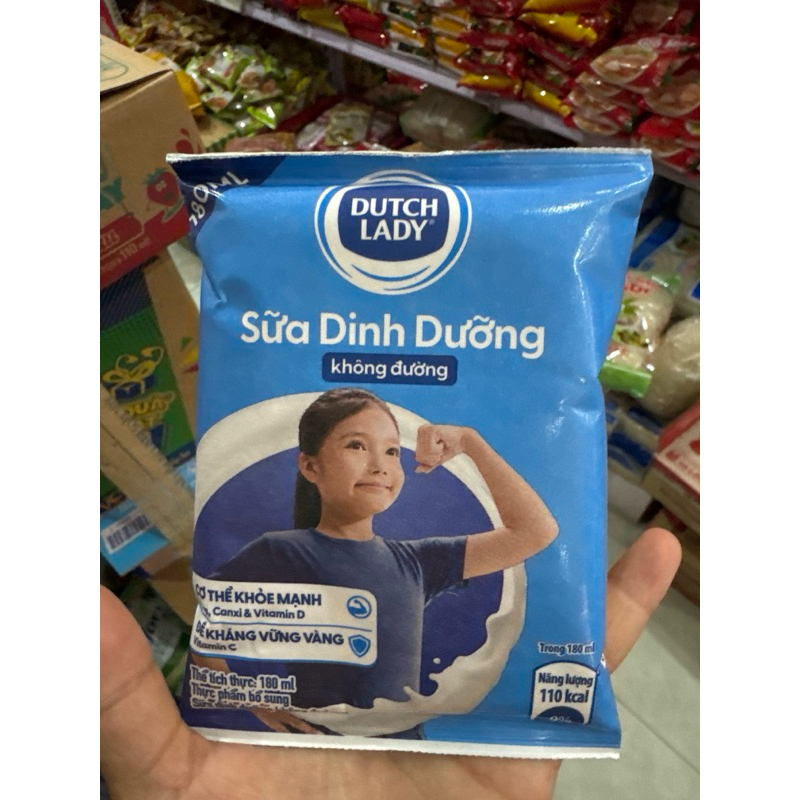 180ML
DUTCH
LADY®
Sữa Dinh Dưỡng
không đường
CƠ THỂ KHỎE MẠNH
Canxi & Vitamin D
ĐỀ KHÁNG VỮNG VÀNG
Vitamin C
Thể tích thực: 180 ml
Thực phẩm bổ sung
Trong 180 ml
Năng lượng
110 kcal